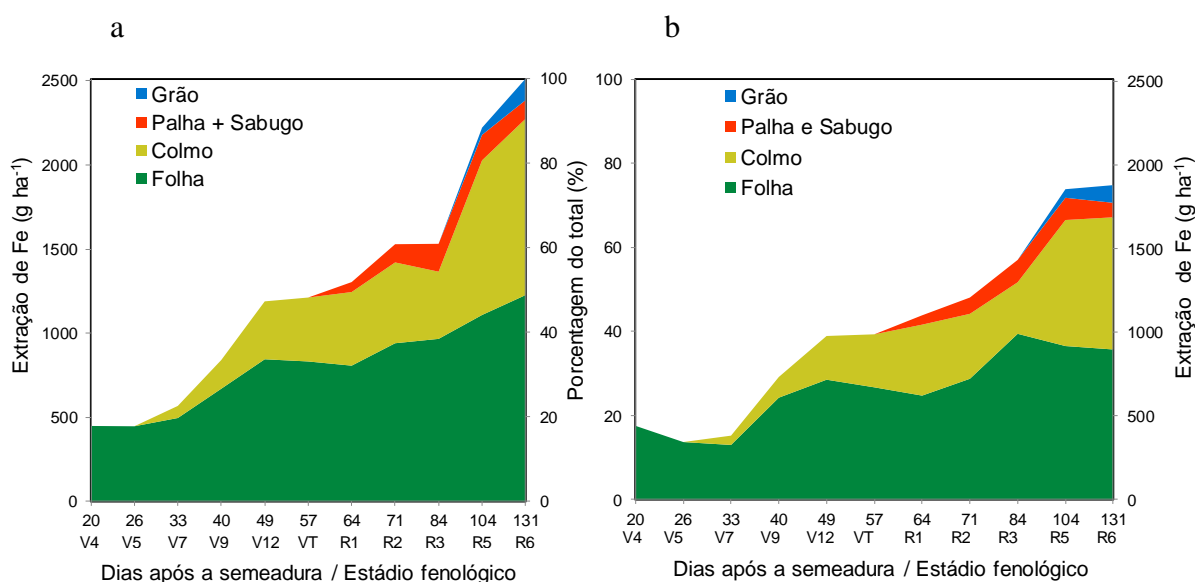 a
b
2500
2000
1500
1000
500
0
Extração de Fe (g ha-1)
Grão
Palha + Sabugo
Colmo
Folha
100
80
60
40
20
0
Porcentagem do total (%)
20 26 33 40 49 57 64 71 84 104 131
V4 V5 V7 V9 V12 VT R1 R2 R3 R5 R6
Dias após a semeadura / Estádio fenológico
100
80
60
40
20
0
Grão
Palha e Sabugo
Colmo
Folha
2500
2000
1500
1000
500
0
Extração de Fe (g ha-1)
20 26 33 40 49 57 64 71 84 104 131
V4 V5 V7 V9 V12 VT R1 R2 R3 R5 R6
Dias após a semeadura / Estádio fenológico